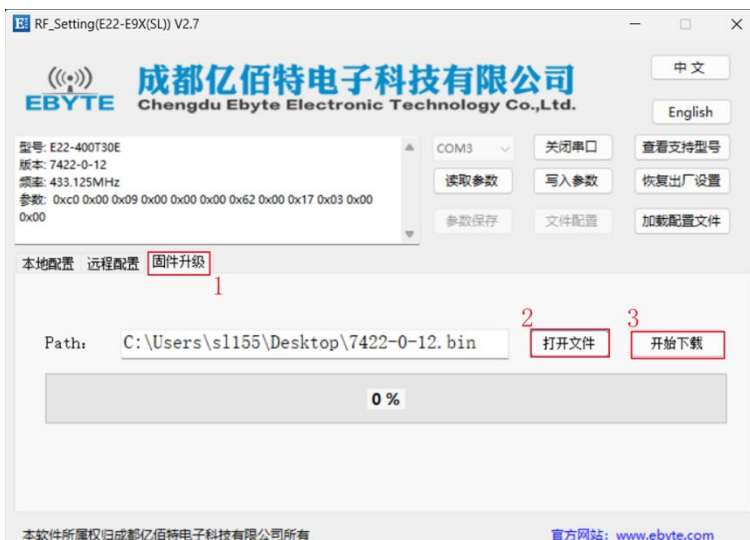 RF_Setting(E22-E9X(SL)) V2.7
EBYTE
成都亿佰特电子科技有限公司
Chengdu Ebyte Electronic Technology Co.,Ltd.
中文
English
型号: E22-400T30E
版本: 7422-0-12
频率: 433.125MHz
参数: 0xc0 0x00 0x09 0x00 0x00 0x00 0x62 0x00 0x17 0x03 0x00
0x00
COM3
关闭串口
查看支持型号
读取参数
写入参数
恢复出厂设置
参数保存
文件配置
加载配置文件
本地配置
远程配置
固件升级
1
2
3
Path:
C:\Users\sl155\Desktop\7422-0-12.bin
打开文件
开始下载
0 %
本软件所属权归成都亿佰特电子科技有限公司所有
官方网站: www.ebyte.com